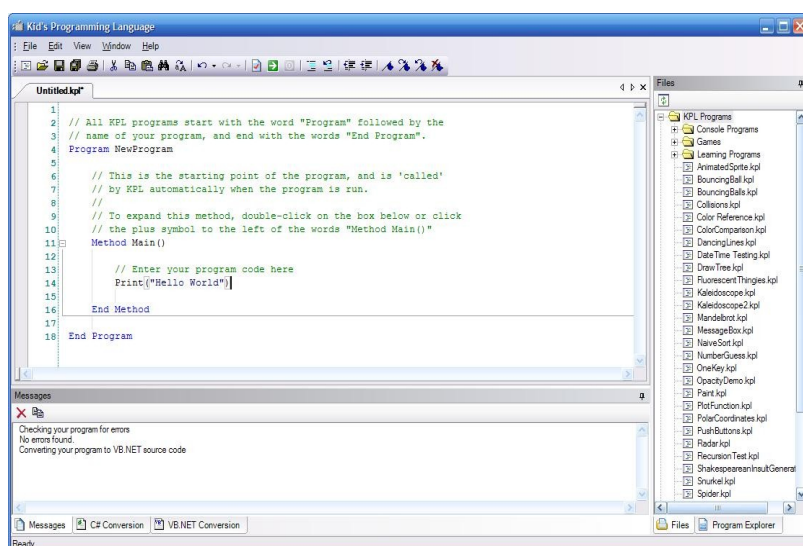 Kid's Programming Language
File Edit View Window Help
Untitled.kpl*
1
2 // All KPL programs start with the word "Program" followed by the
3 // name of your program, and end with the words "End Program".
4 Program NewProgram
5
6 // This is the starting point of the program, and is 'called'
7 // by KPL automatically when the program is run.
8 //
9 // To expand this method, double-click on the box below or click
10 // the plus symbol to the left of the words "Method Main()"
11 Method Main()
12
13 // Enter your program code here
14 Print("Hello World")
15
16 End Method
17
18 End Program
Messages
Checking your program for errors
No errors found.
Converting your program to VB.NET source code
Messages C# Conversion VB.NET Conversion
Ready
Files
KPL Programs
Console Programs
Games
Learning Programs
AnimatedSprite.kpl
BouncingBall.kpl
BouncingBalls.kpl
Collisions.kpl
Color Reference.kpl
ColorComparison.kpl
DancingLines.kpl
DateTime Testing.kpl
DrawTree.kpl
FluorescentThingies.kpl
Kaleidoscope.kpl
Kaleidoscope2.kpl
Mandelbrot.kpl
MessageBox.kpl
NaiveSort.kpl
NumberGuess.kpl
OneKey.kpl
OpacityDemo.kpl
Paint.kpl
PlotFunction.kpl
PolarCoordinates.kpl
PushButtons.kpl
Radar.kpl
RecursionTest.kpl
ShakespeareanInsultGenerat
Snurkel.kpl
Spider.kpl
Files Program Explorer